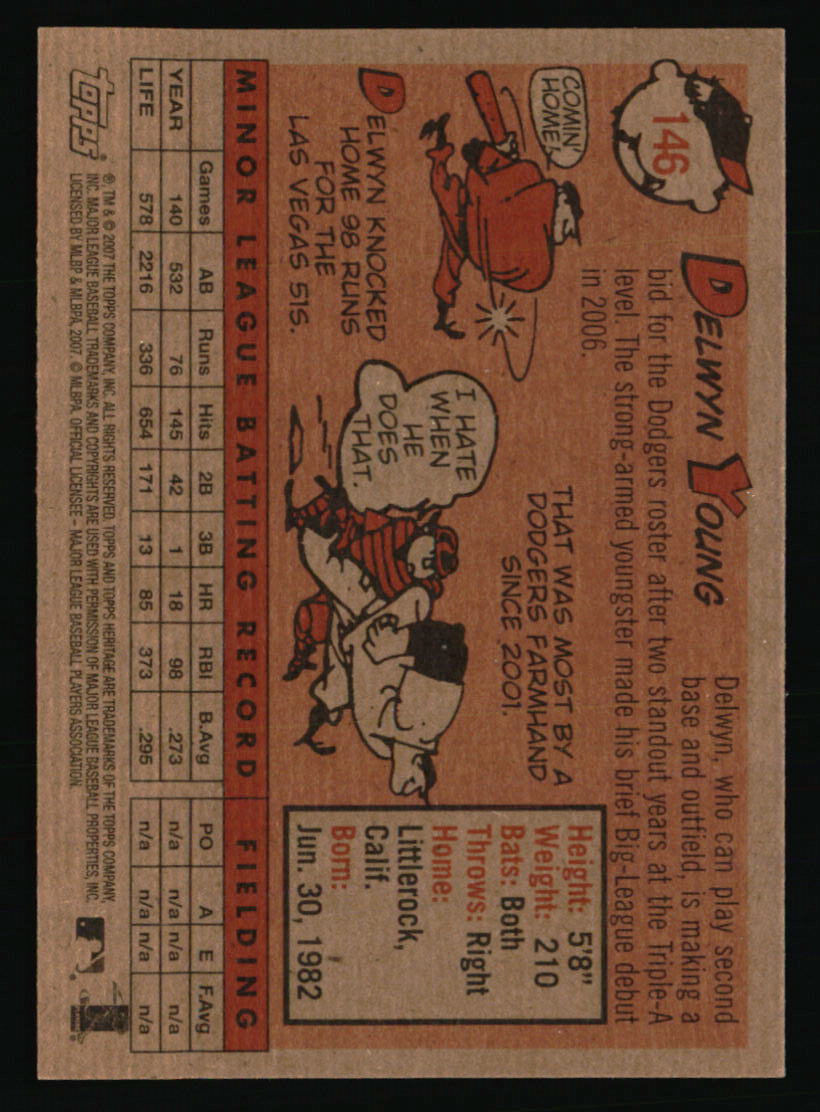 146
DELWYN YOUNG
Delwyn, who can play second
base and outfield, is making a
bid for the Dodgers roster after two standout years at the Triple-A
level. The strong-armed youngster made his brief Big-League debut
in 2006.
COMIN'
HOME!
DELWYN KNOCKED
HOME 98 RUNS
FOR THE
LAS VEGAS 51S.
THAT WAS MOST BY A
DODGERS FARMHAND
SINCE 2001.
I HATE
WHEN
HE
DOES
THAT.
Height: 5'8"
Weight: 210
Bats: Both
Throws: Right
Home:
Littlerock,
Calif.
Born:
Jun. 30, 1982
MINOR LEAGUE BATTING RECORD FIELDING
Games AB Runs Hits 2B 3B HR RBI B.Avg PO A E F.Avg.
YEAR 140 532 76 145 42 1 18 98 .273 n/a n/a n/a n/a
LIFE 578 2216 336 654 171 13 85 373 .295 n/a n/a n/a n/a
topps
®, TM & © 2007 THE TOPPS COMPANY, INC. ALL RIGHTS RESERVED. TOPPS AND TOPPS HERITAGE ARE TRADEMARKS OF THE TOPPS COMPANY,
INC. MAJOR LEAGUE BASEBALL TRADEMARKS AND COPYRIGHTS ARE USED WITH PERMISSION OF MAJOR LEAGUE BASEBALL PROPERTIES, INC.
LICENSED BY MLBP & MLBPA, 2007. © MLBPA. OFFICIAL LICENSEE - MAJOR LEAGUE BASEBALL PLAYERS ASSOCIATION.